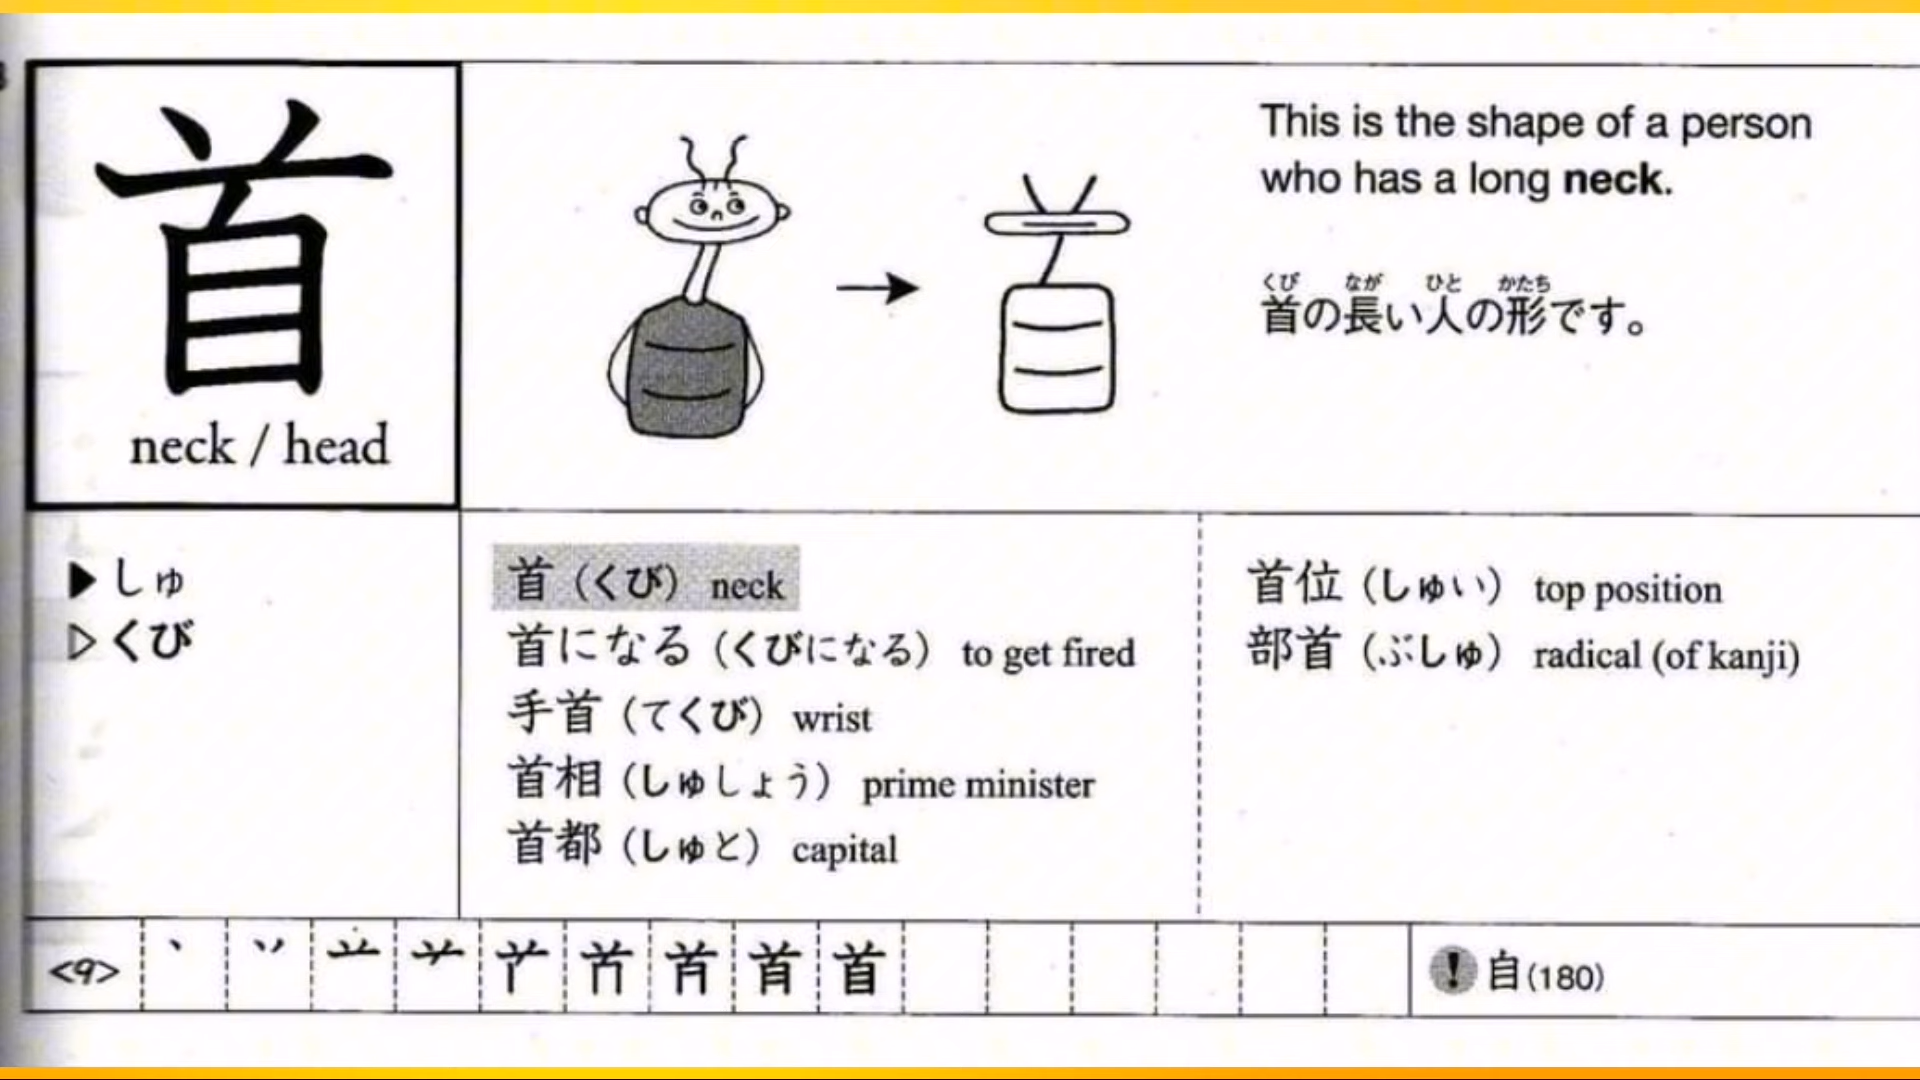 首
neck / head
This is the shape of a person
who has a long neck.
くび なが ひと かたち
首の長い人の形です。
▶しゅ
▷くび
首（くび） neck
首になる（くびになる） to get fired
手首（てくび） wrist
首相（しゅしょう） prime minister
首都（しゅと） capital
首位（しゅい） top position
部首（ぶしゅ） radical (of kanji)
<9>
首
! 自(180)